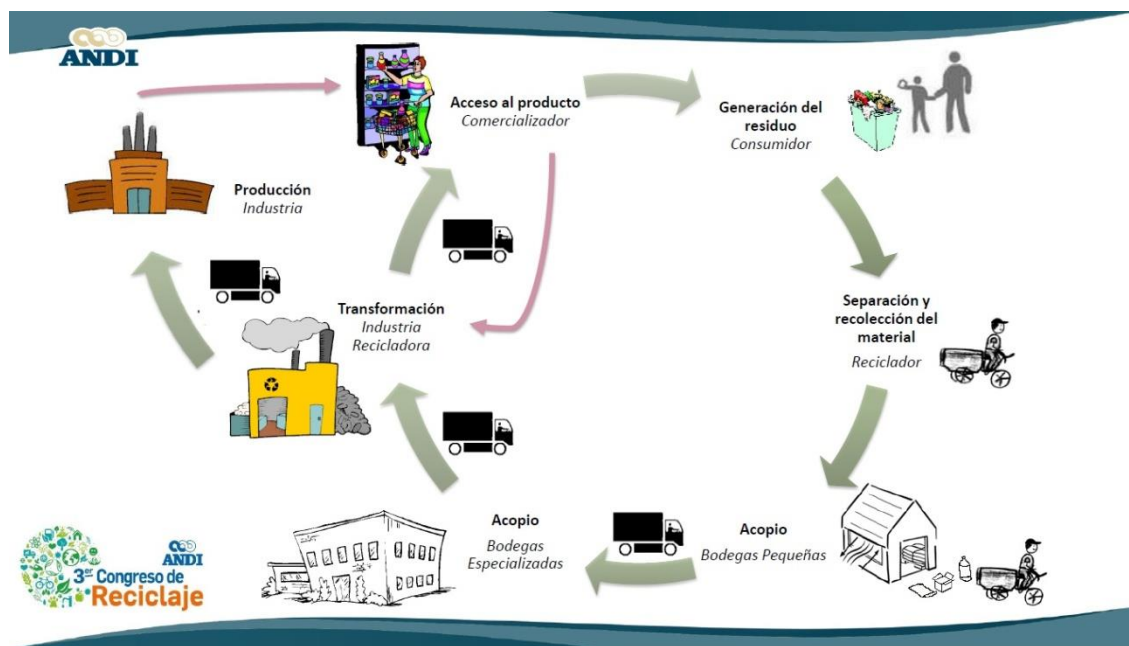 ANDI
Acceso al producto
Comercializador
Generación del
residuo
Consumidor
Producción
Industria
Transformación
Industria
Recicladora
Separación y
recolección del
material
Reciclador
Acopio
Bodegas
Especializadas
Acopio
Bodegas Pequeñas
ANDI
3er Congreso de
Reciclaje